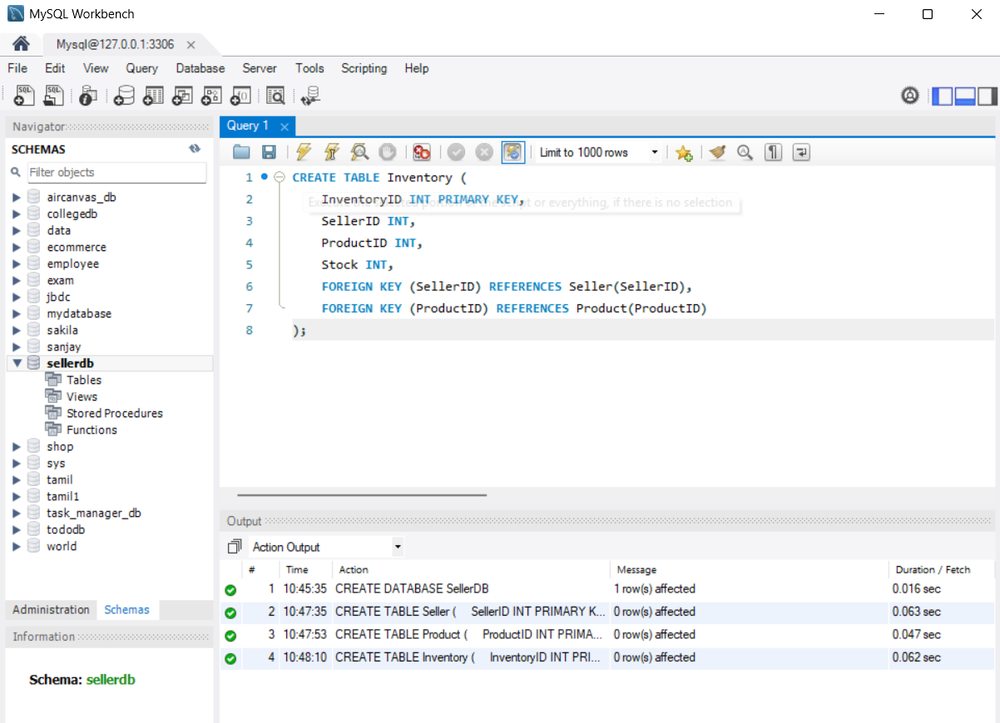 MySQL Workbench
Mysql@127.0.0.1:3306
File Edit View Query Database Server Tools Scripting Help
Navigator
SCHEMAS
Filter objects
aircanvas_db
collegedb
data
ecommerce
employee
exam
jbdc
mydatabase
sakila
sanjay
sellerdb
Tables
Views
Stored Procedures
Functions
shop
sys
tamil
tamil1
task_manager_db
tododb
world
Administration Schemas
Information
Schema: sellerdb
Query 1
Limit to 1000 rows
1 CREATE TABLE Inventory (
2 InventoryID INT PRIMARY KEY,
3 SellerID INT,
4 ProductID INT,
5 Stock INT,
6 FOREIGN KEY (SellerID) REFERENCES Seller(SellerID),
7 FOREIGN KEY (ProductID) REFERENCES Product(ProductID)
8 );
Execute the selected portion of the script or everything, if there is no selection
Output
Action Output
# Time Action Message Duration / Fetch
1 10:45:35 CREATE DATABASE SellerDB 1 row(s) affected 0.016 sec
2 10:47:35 CREATE TABLE Seller ( SellerID INT PRIMARY K... 0 row(s) affected 0.063 sec
3 10:47:53 CREATE TABLE Product ( ProductID INT PRIMA... 0 row(s) affected 0.047 sec
4 10:48:10 CREATE TABLE Inventory ( InventoryID INT PRI... 0 row(s) affected 0.062 sec